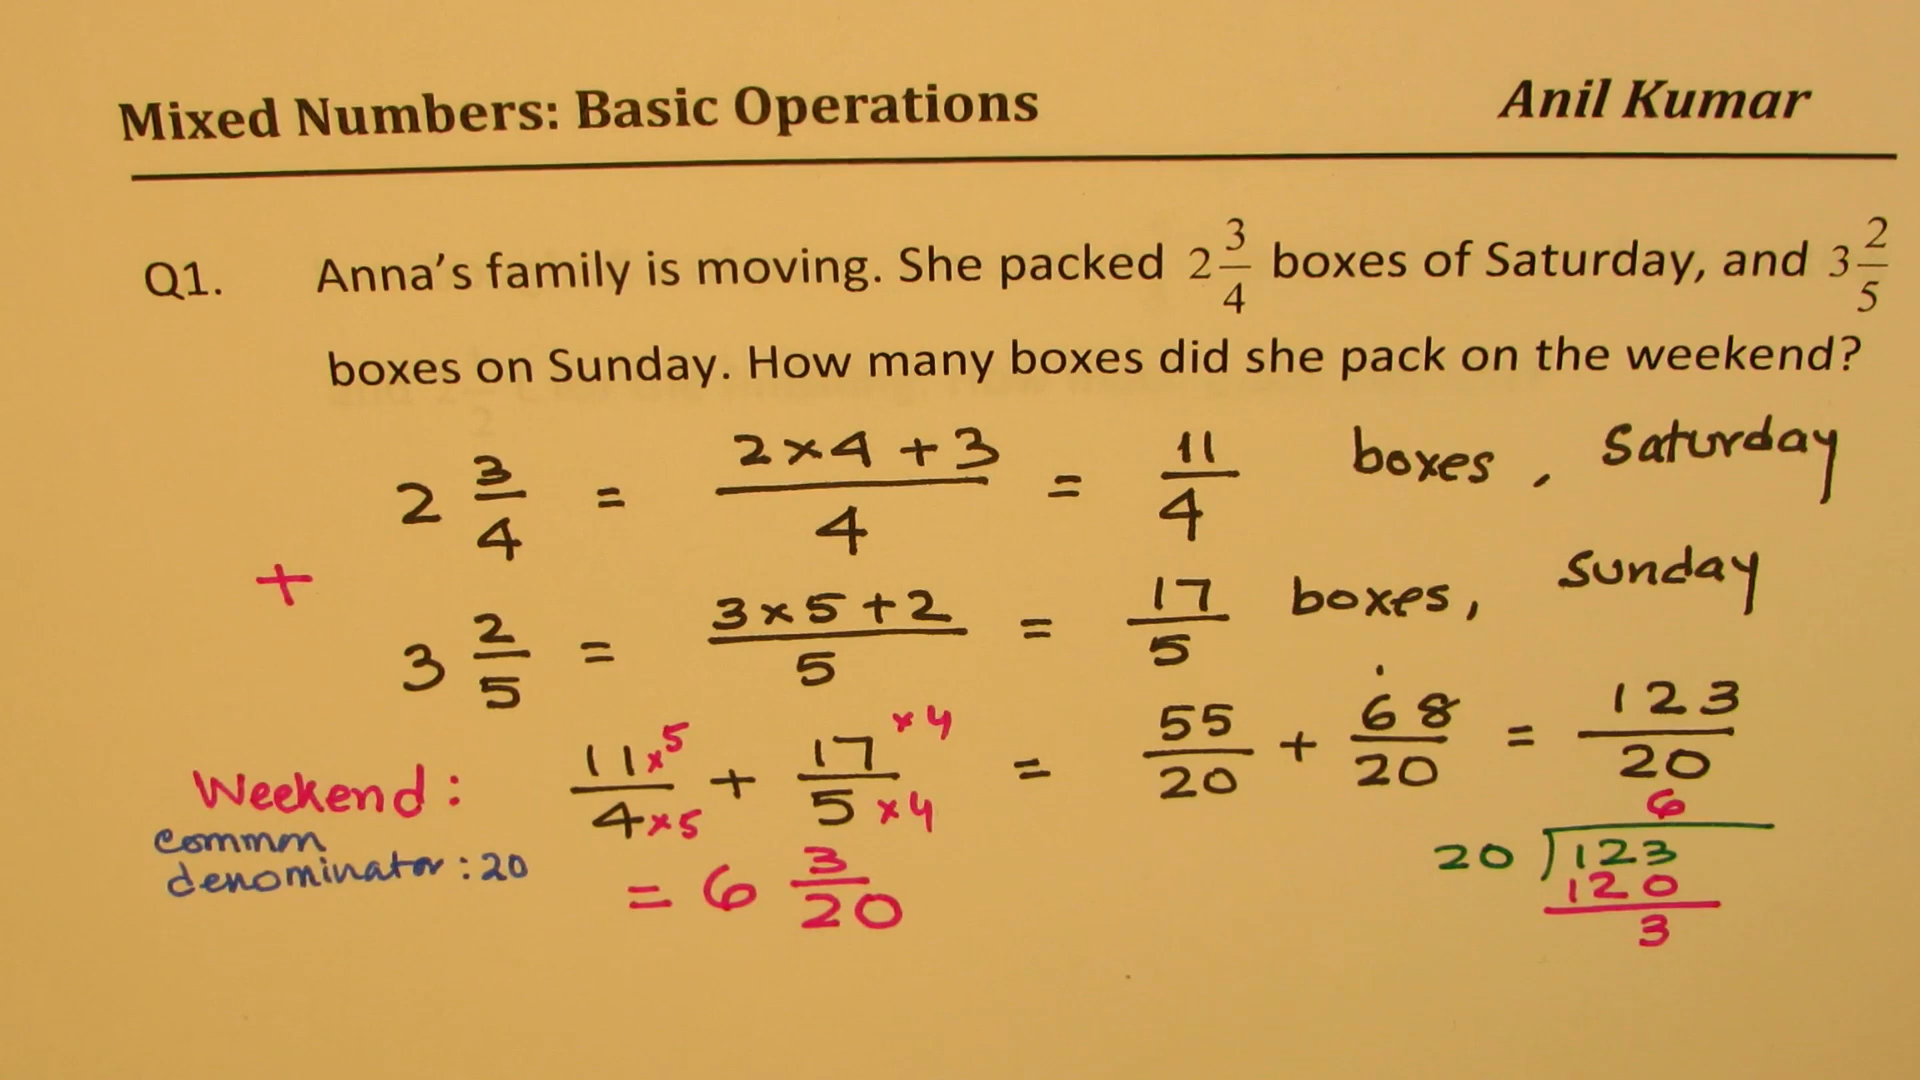 Mixed Numbers: Basic Operations Anil Kumar
Q1. Anna's family is moving. She packed 2 3/4 boxes of Saturday, and 3 2/5
boxes on Sunday. How many boxes did she pack on the weekend?
2 3/4 = (2×4+3)/4 = 11/4 boxes, Saturday
+
3 2/5 = (3×5+2)/5 = 17/5 boxes, Sunday
Weekend: 11×5/4×5 + 17×4/5×4 = 55/20 + 68/20 = 123/20
common
denominator: 20
= 6 3/20
6
20)123
120
3